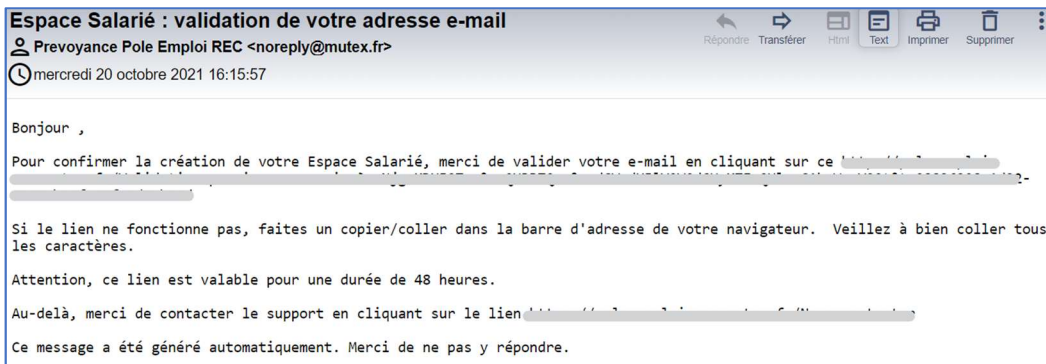 Espace Salarié : validation de votre adresse e-mail
Prevoyance Pole Emploi REC <noreply@mutex.fr>
mercredi 20 octobre 2021 16:15:57
Répondre Transférer Html Text Imprimer Supprimer
Bonjour ,
Pour confirmer la création de votre Espace Salarié, merci de valider votre e-mail en cliquant sur ce
Si le lien ne fonctionne pas, faites un copier/coller dans la barre d'adresse de votre navigateur.  Veillez à bien coller tous
les caractères.
Attention, ce lien est valable pour une durée de 48 heures.
Au-delà, merci de contacter le support en cliquant sur le lien
Ce message a été généré automatiquement. Merci de ne pas y répondre.